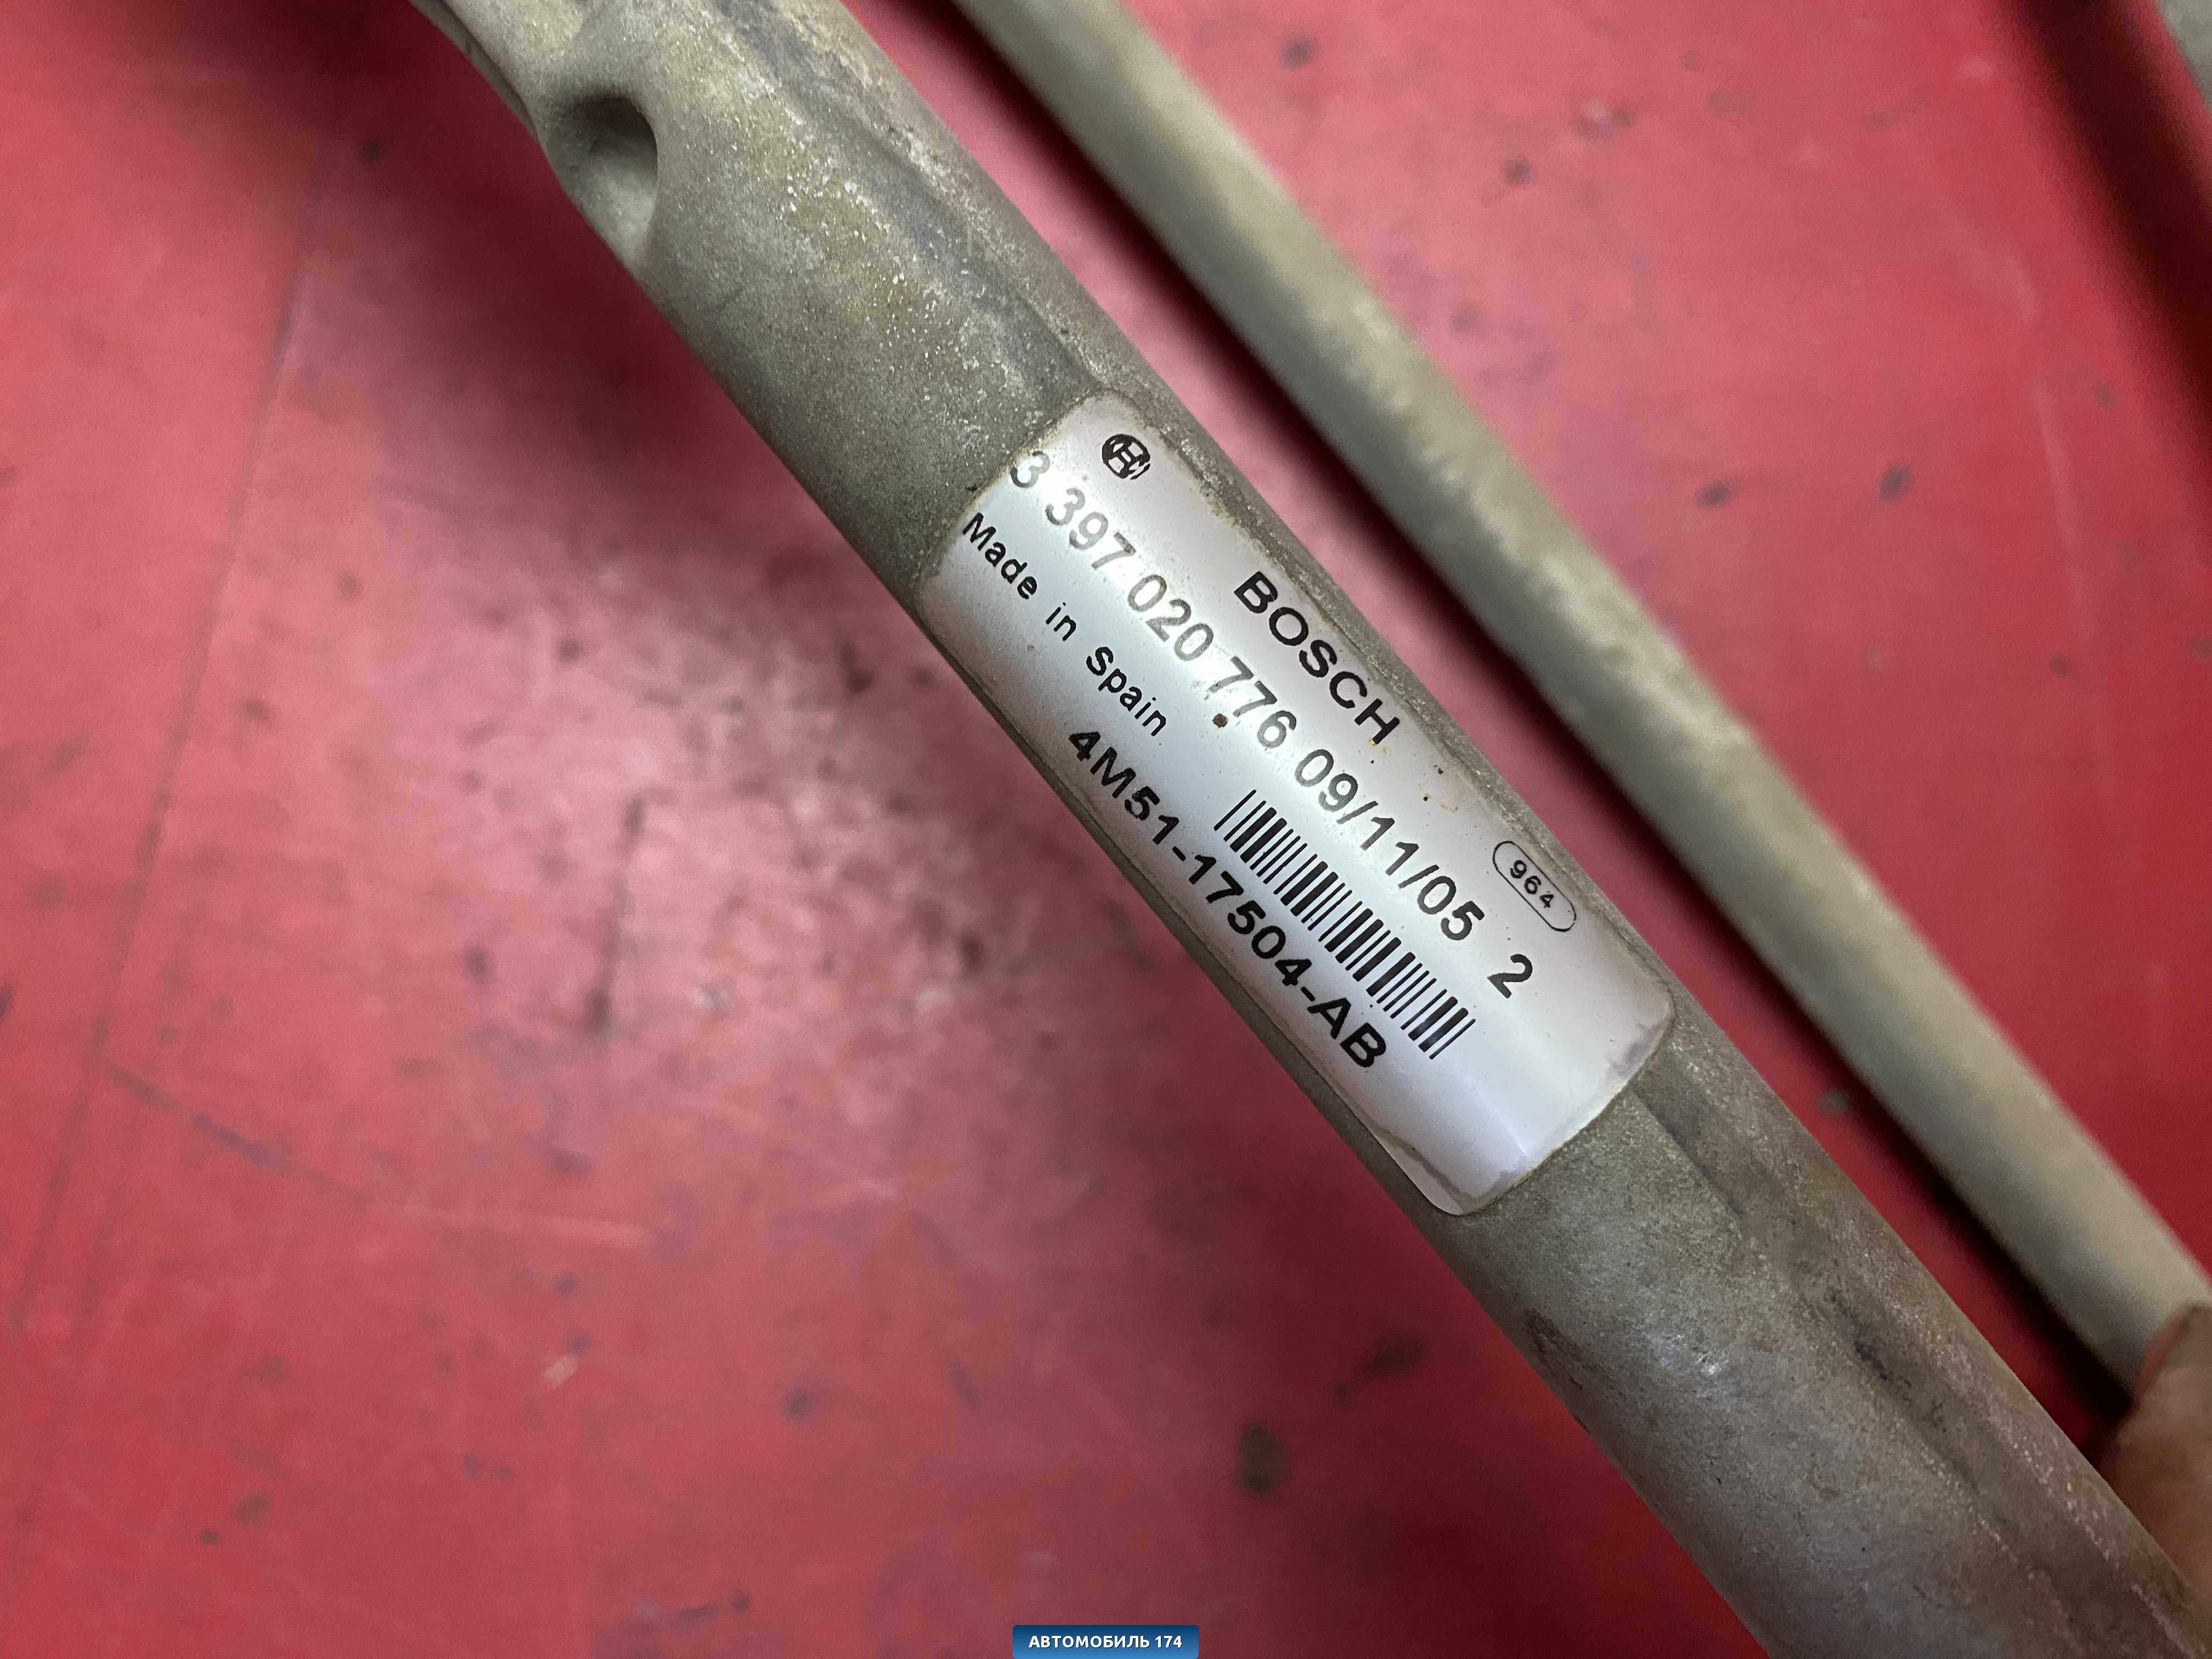 BOSCH
964
3 397 020 776 09/11/05 2
Made in Spain
4M51-17504-AB
АВТОМОБИЛЬ 174